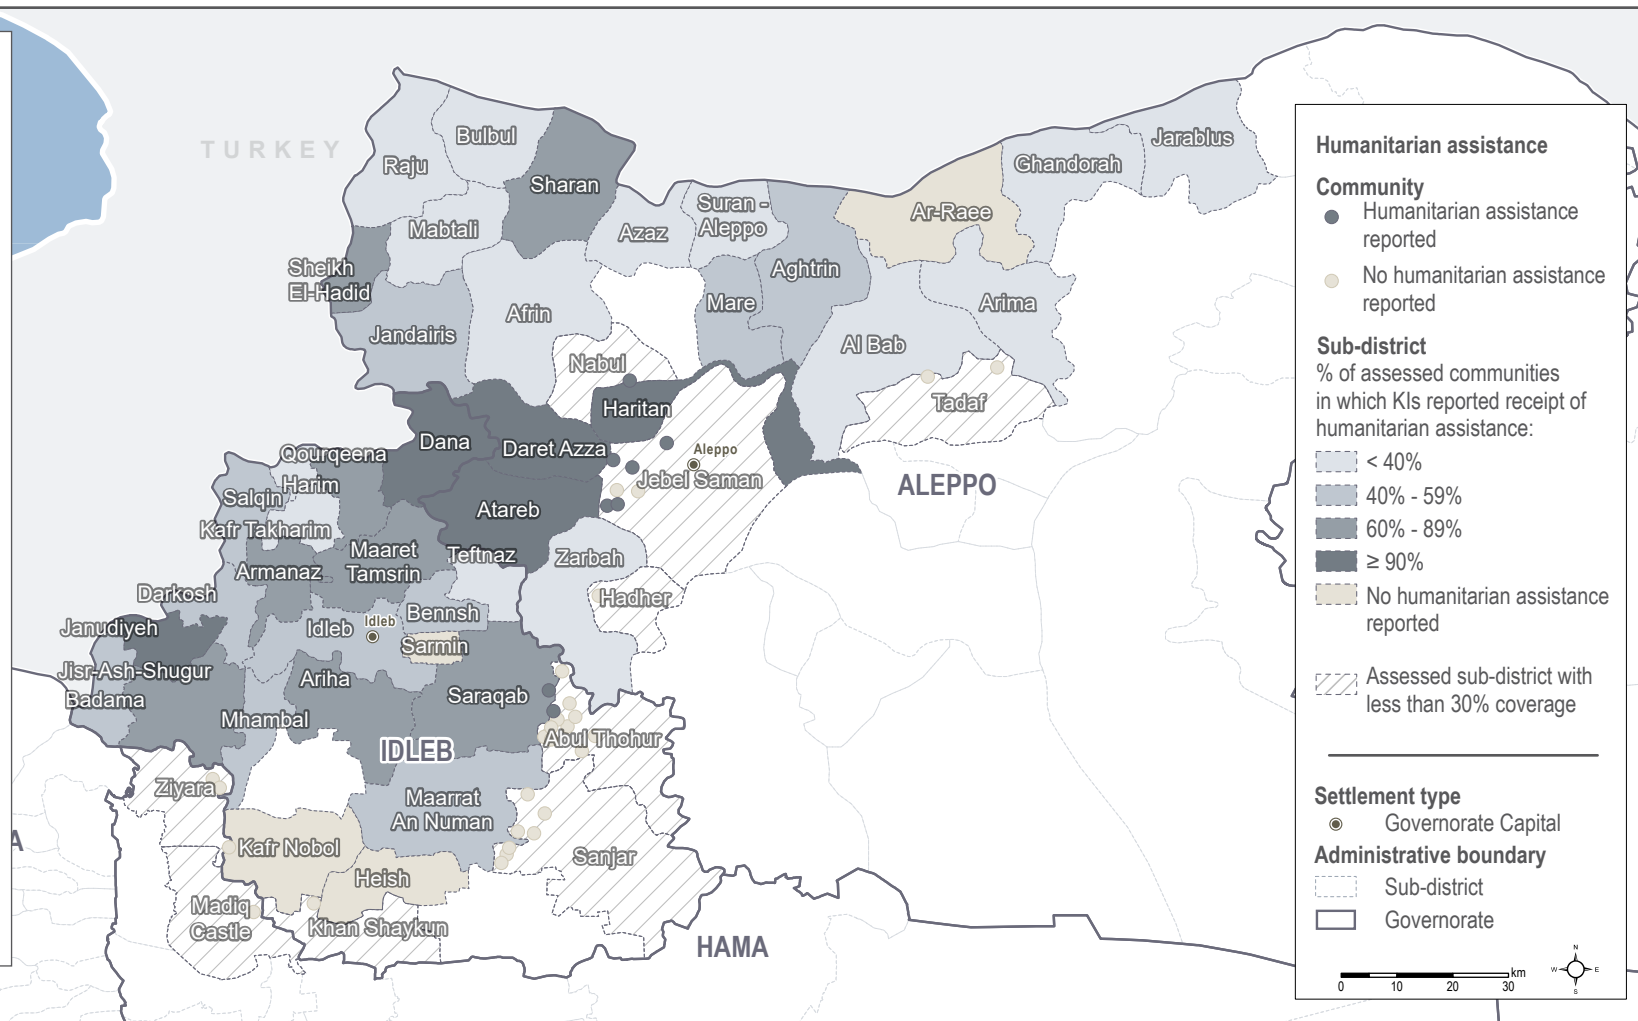 TURKEY
Bulbul
Raju
Sharan
Mabtali
Azaz
Suran -
Aleppo
Ar-Raee
Ghandorah
Jarablus
Sheikh
El-Hadid
Aghtrin
Mare
Arima
Afrin
Jandairis
Al Bab
Nabul
Tadaf
Haritan
Dana
Daret Azza
Aleppo
Jebel Saman
ALEPPO
Qourqeena
Harim
Salqin
Kafr Takharim
Atareb
Maaret
Tamsrin
Teftnaz
Zarbah
Armanaz
Darkosh
Hadher
Bennsh
Janudiyeh
Idleb
Idleb
Sarmin
Jisr-Ash-Shugur
Ariha
Badama
Saraqab
Mhambal
Abul Thohur
IDLEB
Ziyara
Maarrat
An Numan
Kafr Nobol
Sanjar
Heish
Madiq
Castle
Khan Shaykun
HAMA
A
Humanitarian assistance
Community
Humanitarian assistance
reported
No humanitarian assistance
reported
Sub-district
% of assessed communities
in which KIs reported receipt of
humanitarian assistance:
< 40%
40% - 59%
60% - 89%
≥ 90%
No humanitarian assistance
reported
Assessed sub-district with
less than 30% coverage
Settlement type
Governorate Capital
Administrative boundary
Sub-district
Governorate
km
0 10 20 30
N
W E
S